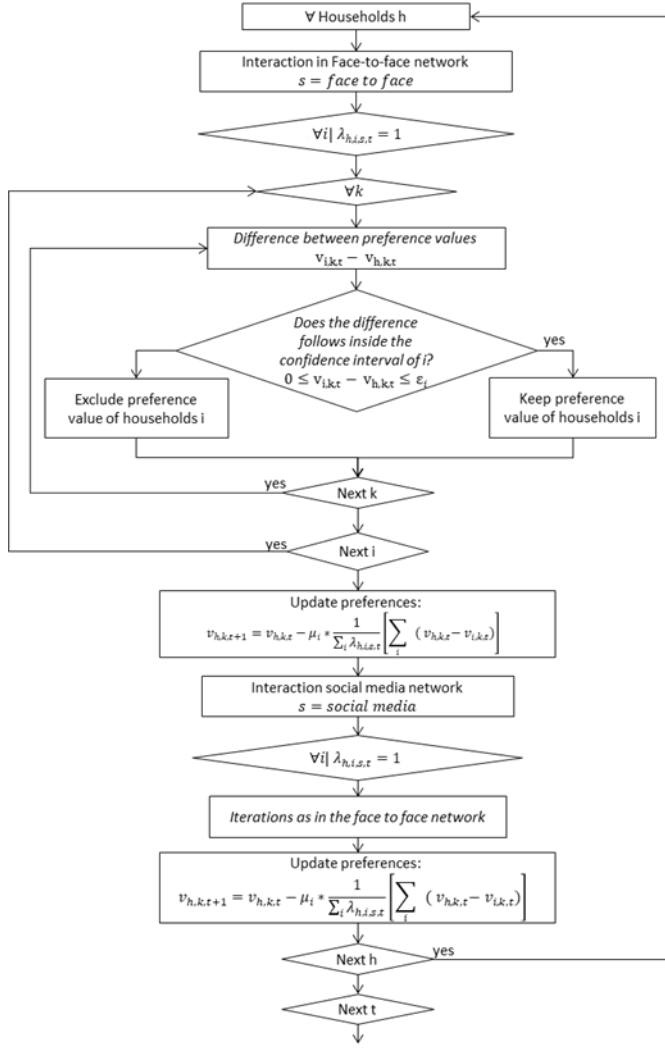 ∀ Households h
Interaction in Face-to-face network
s = face to face
∀i| λh,i,s,t = 1
∀k
Difference between preference values
vi,k,t − vh,k,t
Does the difference
follows inside the
confidence interval of i?
0 ≤ vi,k,t − vh,k,t ≤ εi
yes
Exclude preference
value of households i
Keep preference
value of households i
yes
Next k
yes
Next i
Update preferences:
vh,k,t+1 = vh,k,t − μi * 1/∑i λh,i,s,t [∑i (vh,k,t − vi,k,t)]
Interaction social media network
s = social media
∀i| λh,i,s,t = 1
Iterations as in the face to face network
Update preferences:
vh,k,t+1 = vh,k,t − μi * 1/∑i λh,i,s,t [∑i (vh,k,t − vi,k,t)]
Next h
yes
Next t